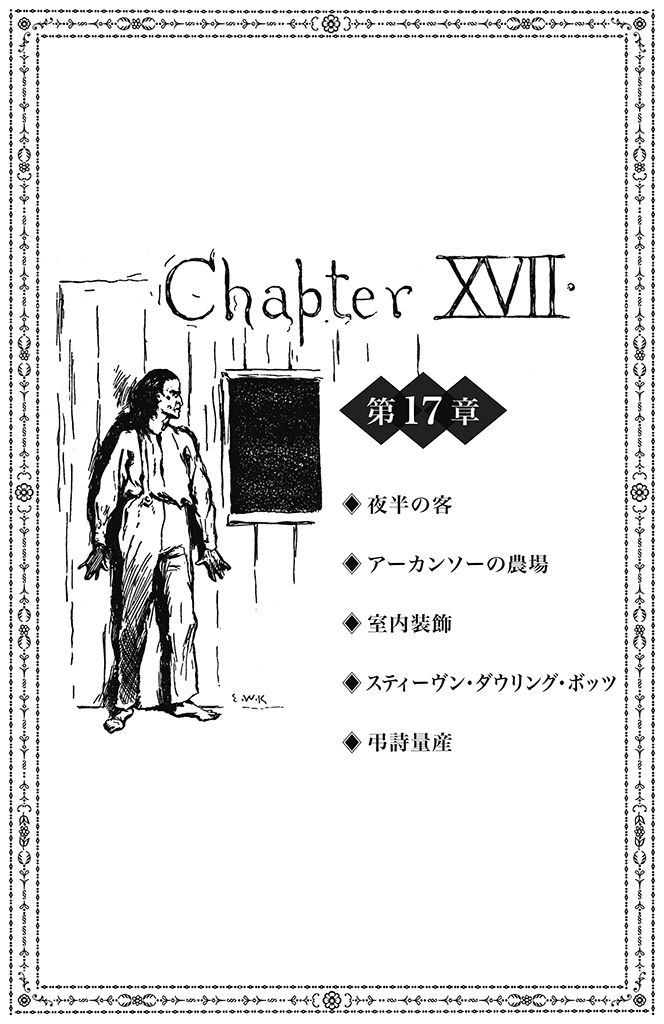 Chapter XVII.
第17章
◆ 夜半の客
◆ アーカンソーの農場
◆ 室内装飾
◆ スティーヴン・ダウリング・ボッツ
◆ 弔詩量産
E.W.K